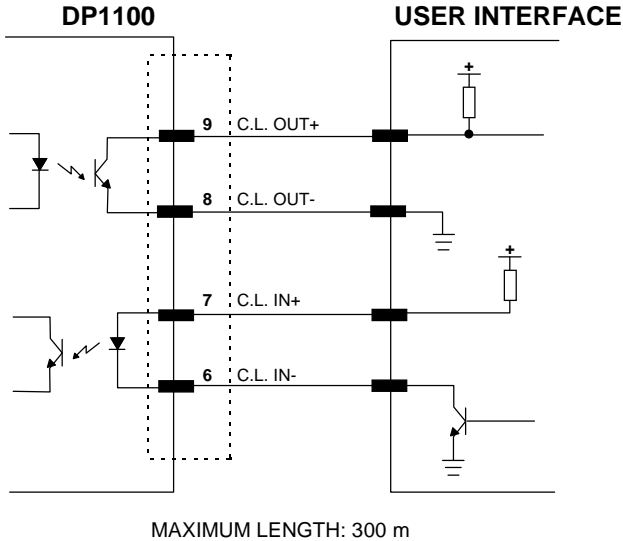 DP1100
USER INTERFACE
+
9 C.L. OUT+
8 C.L. OUT-
+
7 C.L. IN+
6 C.L. IN-
MAXIMUM LENGTH: 300 m